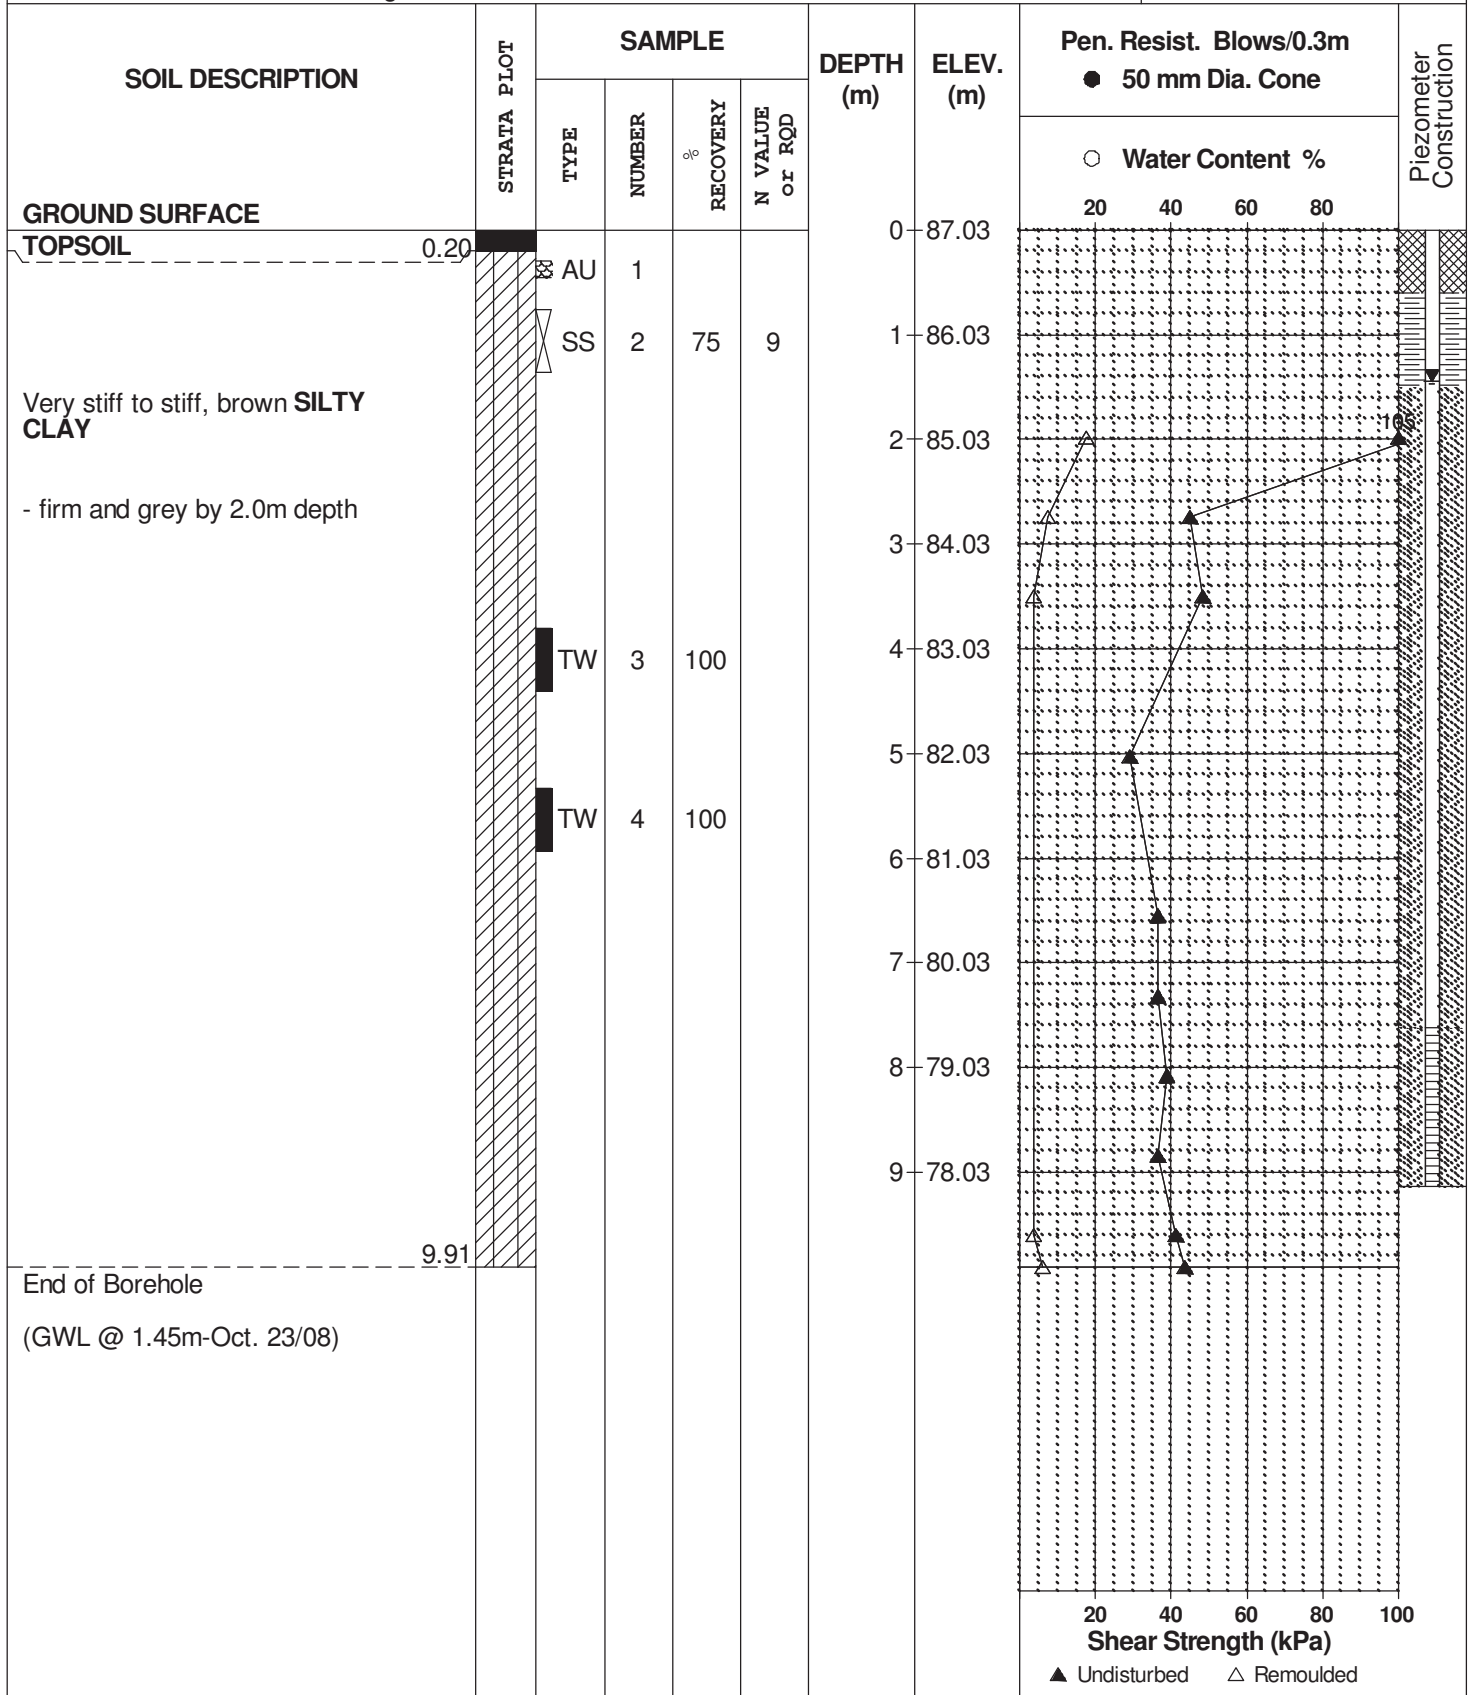 SOIL DESCRIPTION
GROUND SURFACE
STRATA PLOT
SAMPLE
TYPE
NUMBER
% RECOVERY
N VALUE
or RQD
DEPTH
(m)
ELEV.
(m)
Pen. Resist. Blows/0.3m
● 50 mm Dia. Cone
○ Water Content %
20 40 60 80
Piezometer
Construction
TOPSOIL 0.20
0 87.03
AU 1
SS 2 75 9
1 86.03
Very stiff to stiff, brown SILTY
CLAY
105
2 85.03
- firm and grey by 2.0m depth
3 84.03
TW 3 100
4 83.03
5 82.03
TW 4 100
6 81.03
7 80.03
8 79.03
9 78.03
9.91
End of Borehole
(GWL @ 1.45m-Oct. 23/08)
20 40 60 80 100
Shear Strength (kPa)
▲ Undisturbed △ Remoulded